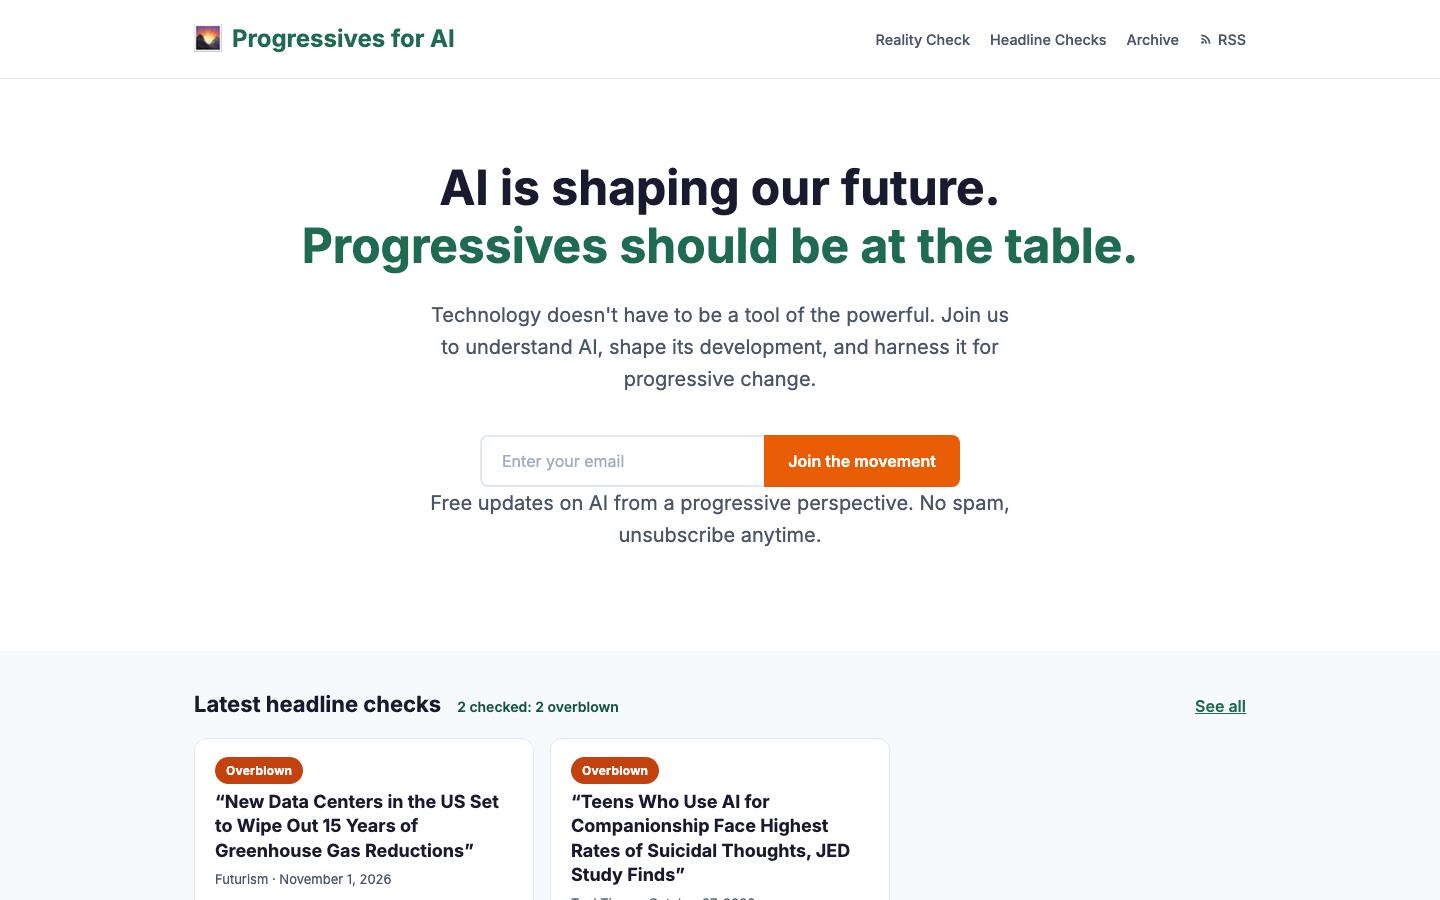 Progressives for AI
Reality Check
Headline Checks
Archive
RSS
AI is shaping our future.
Progressives should be at the table.
Technology doesn't have to be a tool of the powerful. Join us
to understand AI, shape its development, and harness it for
progressive change.
Enter your email
Join the movement
Free updates on AI from a progressive perspective. No spam,
unsubscribe anytime.
Latest headline checks
2 checked: 2 overblown
See all
Overblown
“New Data Centers in the US Set
to Wipe Out 15 Years of
Greenhouse Gas Reductions”
Futurism · November 1, 2026
Overblown
“Teens Who Use AI for
Companionship Face Highest
Rates of Suicidal Thoughts, JED
Study Finds”